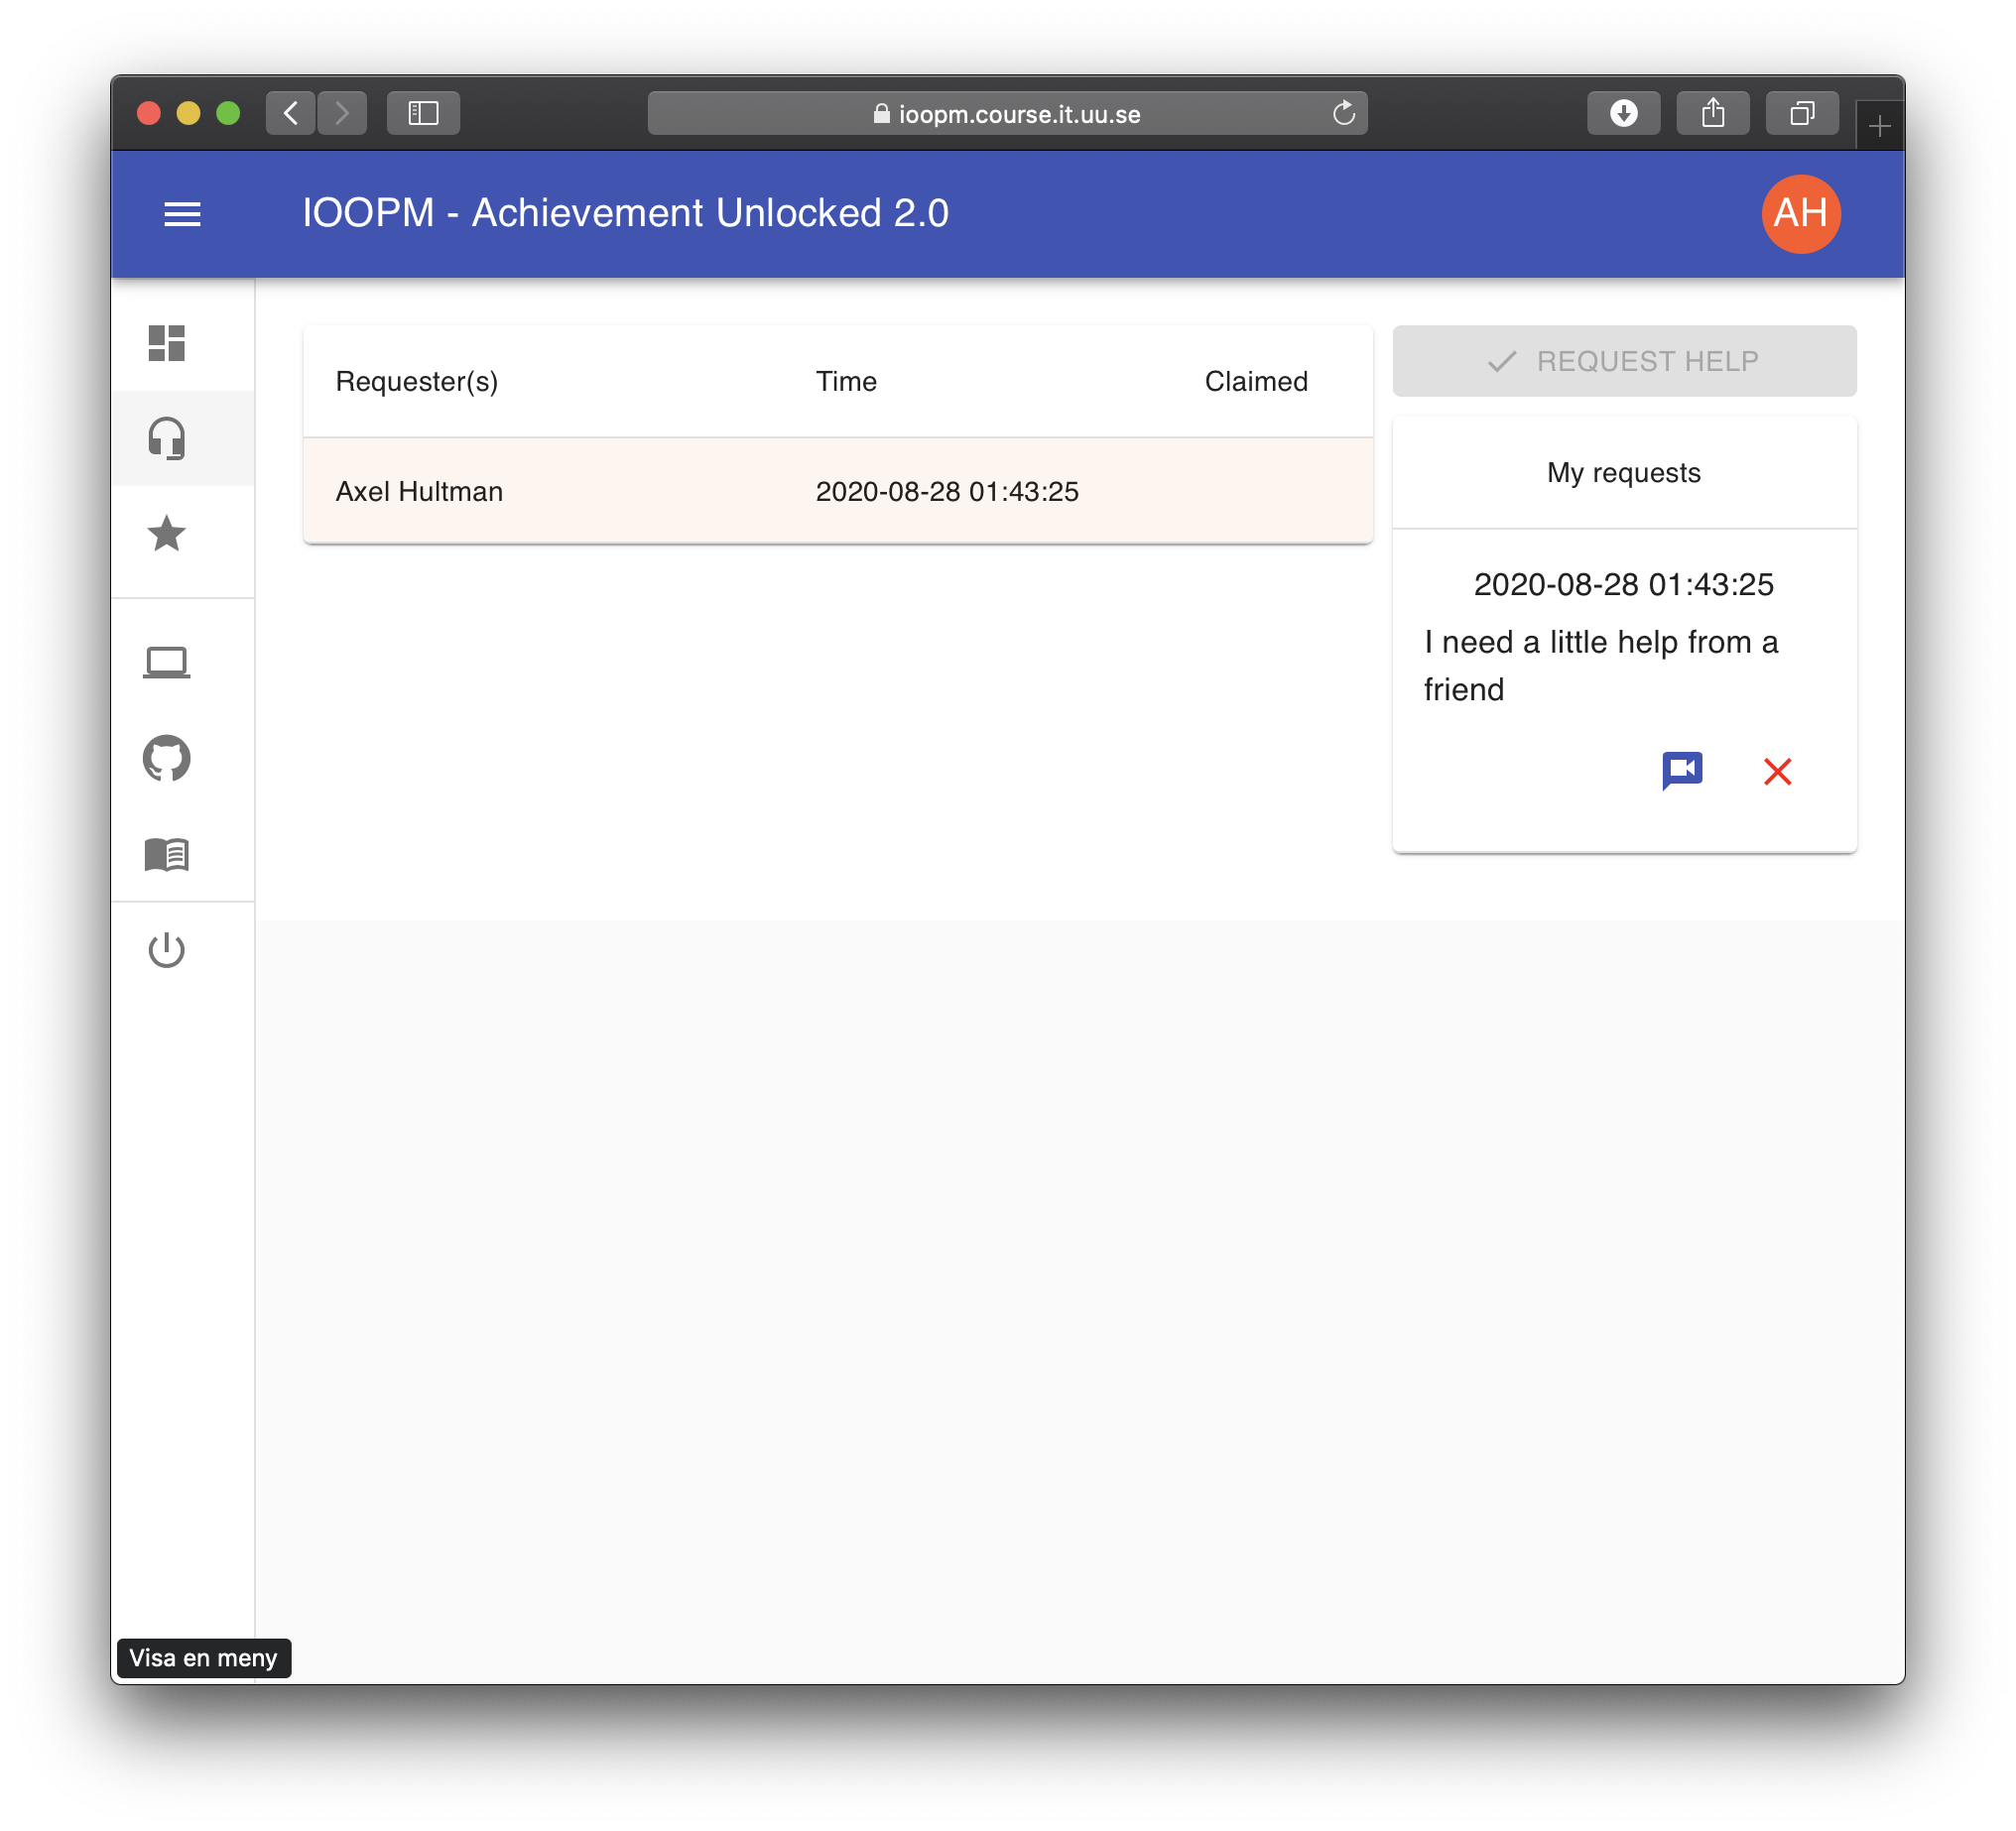 ioopm.course.it.uu.se
IOOPM - Achievement Unlocked 2.0
AH
Requester(s) Time Claimed
Axel Hultman 2020-08-28 01:43:25
REQUEST HELP
My requests
2020-08-28 01:43:25
I need a little help from a
friend
Visa en meny